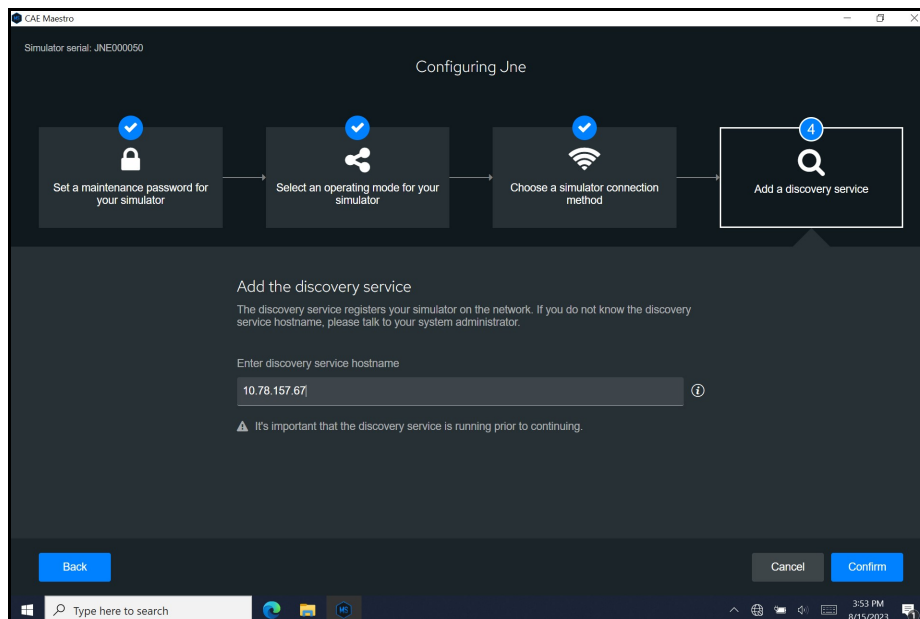 CAE Maestro
Simulator serial: JNE000050
Configuring Jne
Set a maintenance password for
your simulator
Select an operating mode for your
simulator
Choose a simulator connection
method
4
Add a discovery service
Add the discovery service
The discovery service registers your simulator on the network. If you do not know the discovery
service hostname, please talk to your system administrator.
Enter discovery service hostname
10.78.157.67
It's important that the discovery service is running prior to continuing.
Back
Cancel
Confirm
Type here to search
MS
3:53 PM
8/15/2023
1